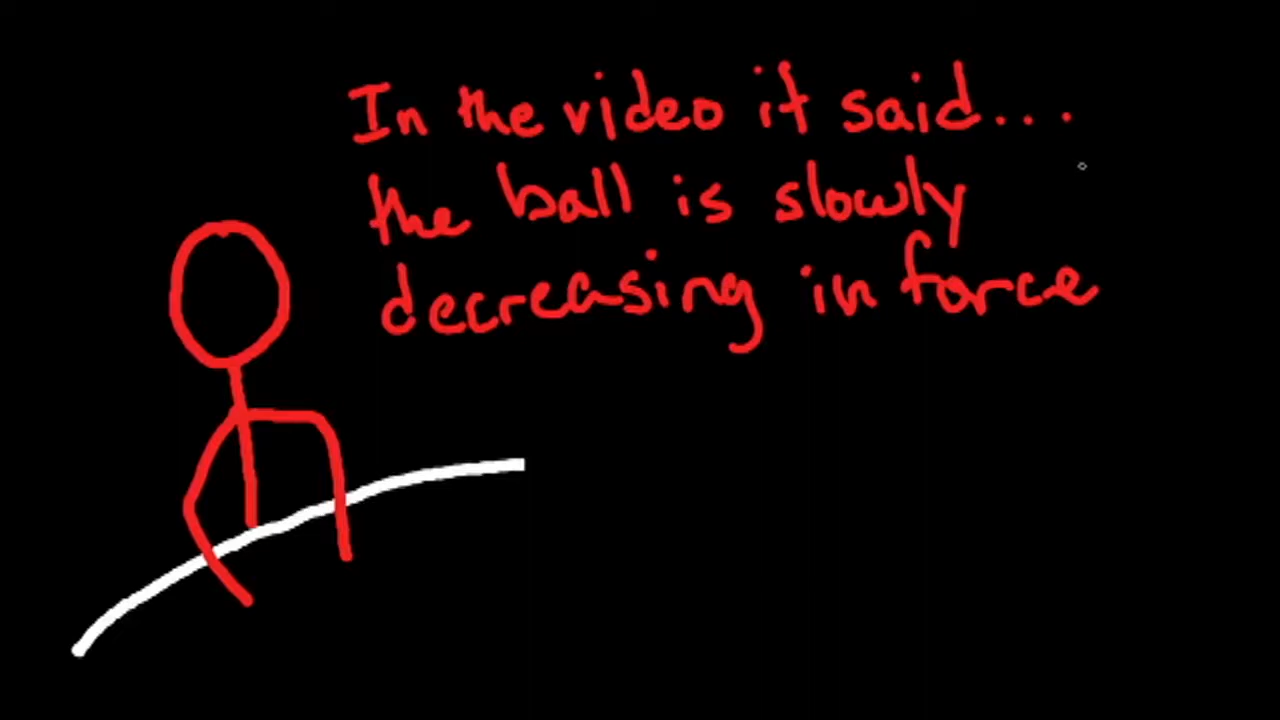 In the video it said...
the ball is slowly
decreasing in force